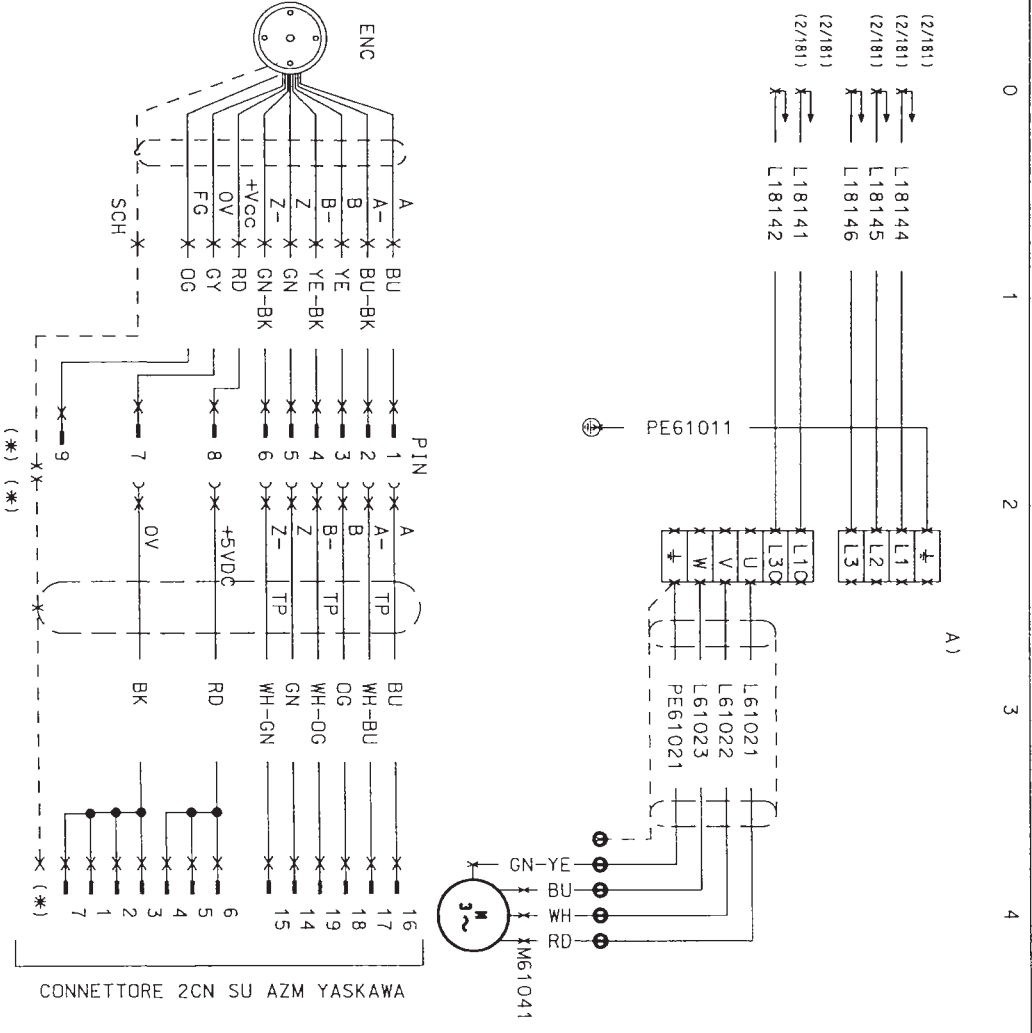 (2/181)
(2/181)
(2/181)
(2/181)
(2/181)
L18144
L18145
L18146
L18141
L18142
0
1
2
3
4
A)
PE61011
⏚
L1
L2
L3
L1C
L3C
U
V
W
⏚
L61021
L61022
L61023
PE61021
GN-YE
BU
WH
RD
M
3~
M61041
ENC
A
A-
B
B-
Z
Z-
+Vcc
0V
FG
SCH
BU
BU-BK
YE
YE-BK
GN
GN-BK
RD
GY
OG
PIN
1
2
3
4
5
6
8
7
9
(*) (*)
A
A-
B
B-
Z
Z-
+5VDC
0V
TP
TP
TP
BU
WH-BU
OG
WH-OG
GN
WH-GN
RD
BK
16
17
18
19
14
15
6
5
4
3
2
1
7
(*)
CONNETTORE 2CN SU AZM YASKAWA